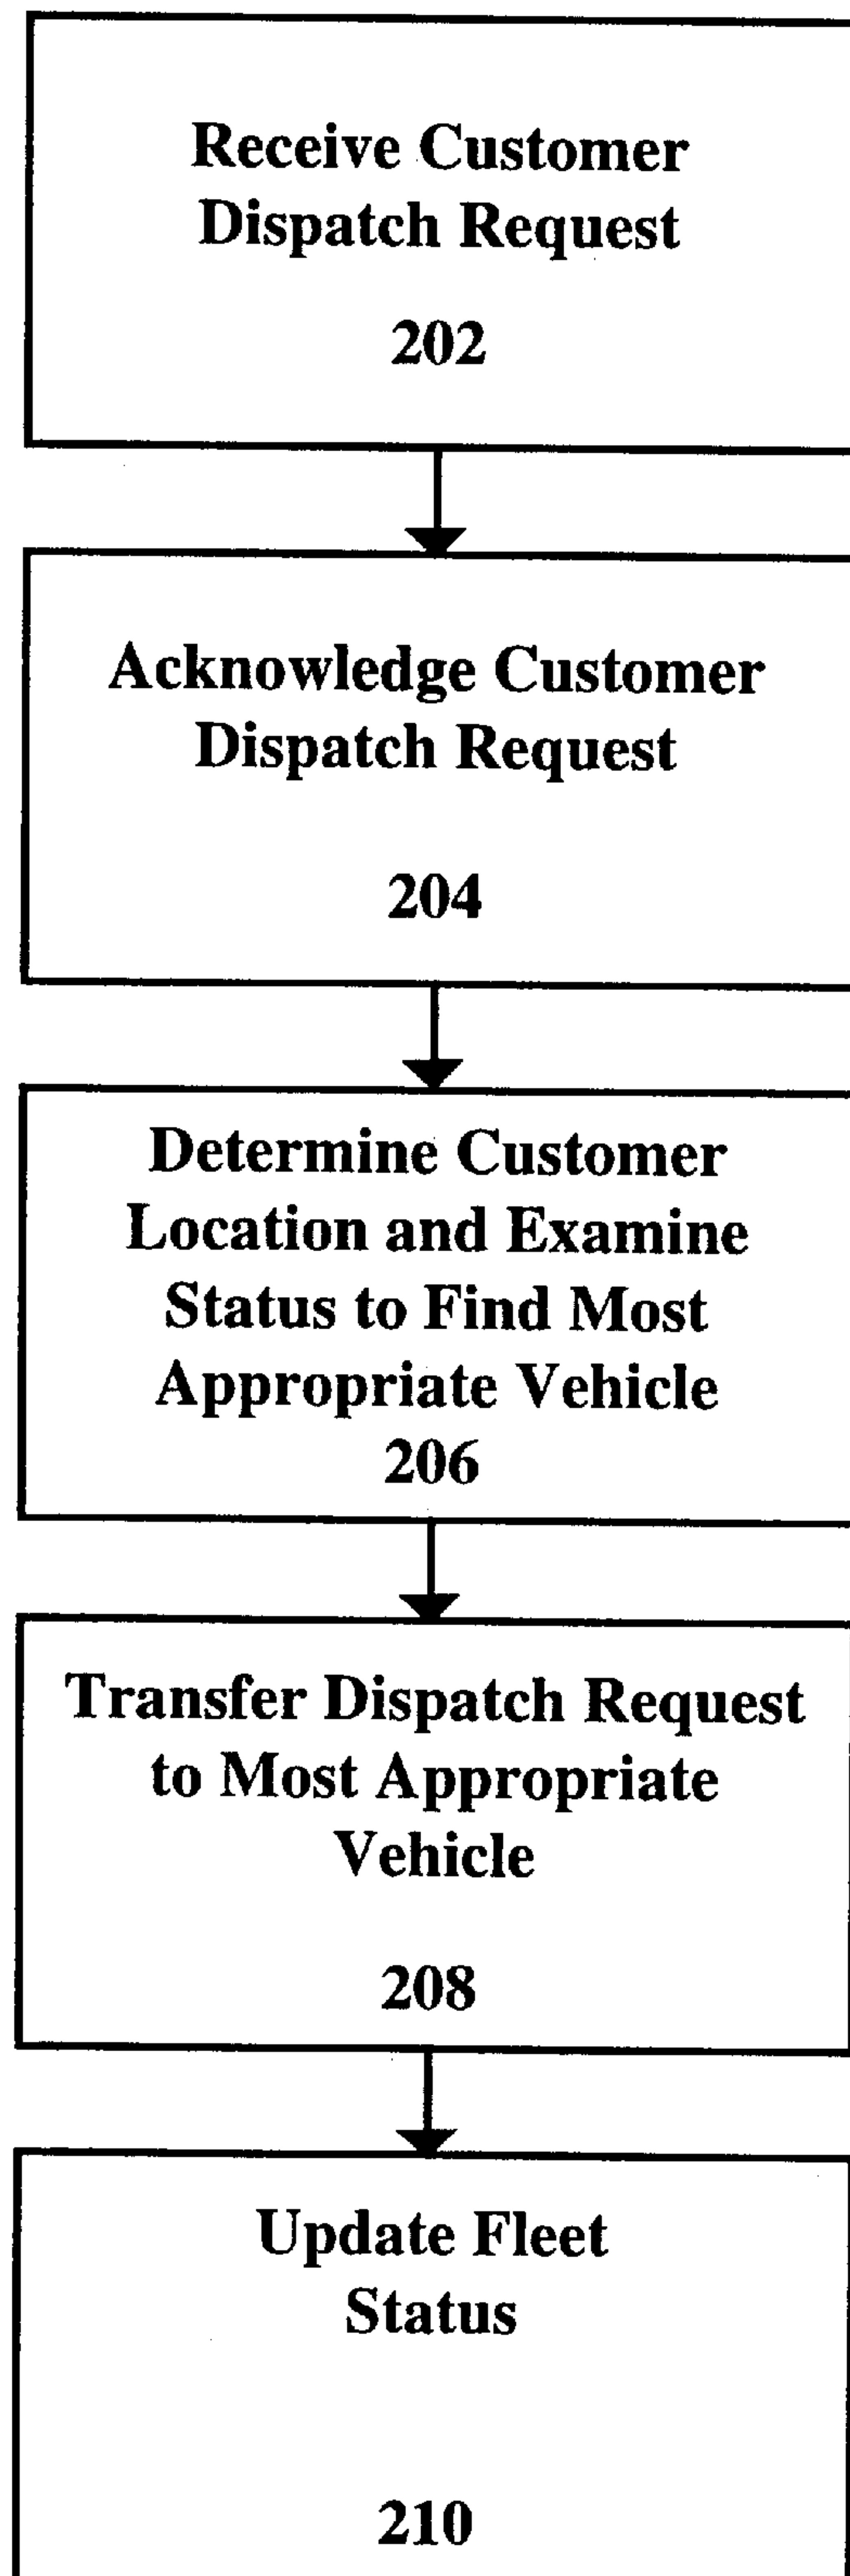 Receive Customer
Dispatch Request
202
Acknowledge Customer
Dispatch Request
204
Determine Customer
Location and Examine
Status to Find Most
Appropriate Vehicle
206
Transfer Dispatch Request
to Most Appropriate
Vehicle
208
Update Fleet
Status
210